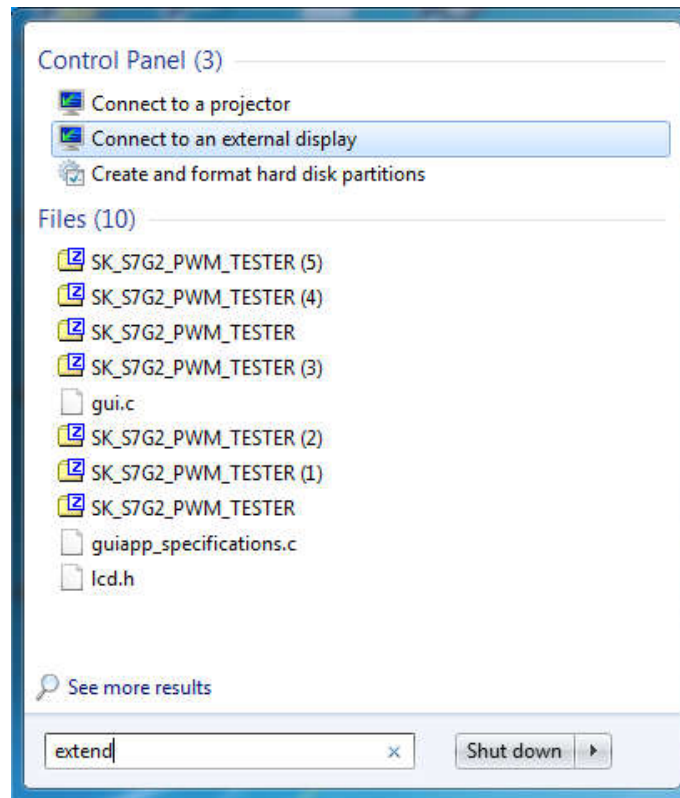 Control Panel (3)
Connect to a projector
Connect to an external display
Create and format hard disk partitions
Files (10)
SK_S7G2_PWM_TESTER (5)
SK_S7G2_PWM_TESTER (4)
SK_S7G2_PWM_TESTER
SK_S7G2_PWM_TESTER (3)
gui.c
SK_S7G2_PWM_TESTER (2)
SK_S7G2_PWM_TESTER (1)
SK_S7G2_PWM_TESTER
guiapp_specifications.c
lcd.h
See more results
extend Shut down